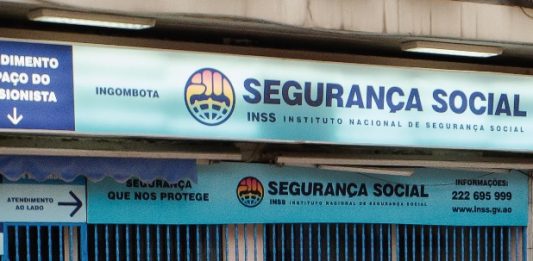 DIMENTO
PAÇO DO
SIONISTA
INGOMBOTA
SEGURANÇA SOCIAL
INSS INSTITUTO NACIONAL DE SEGURANÇA SOCIAL
ATENDIMENTO
AO LADO
SEGURANÇA
QUE NOS PROTEGE
SEGURANÇA SOCIAL
INSS INSTITUTO NACIONAL DE SEGURANÇA SOCIAL
INFORMAÇÕES:
222 695 999
www.inss.gv.ao